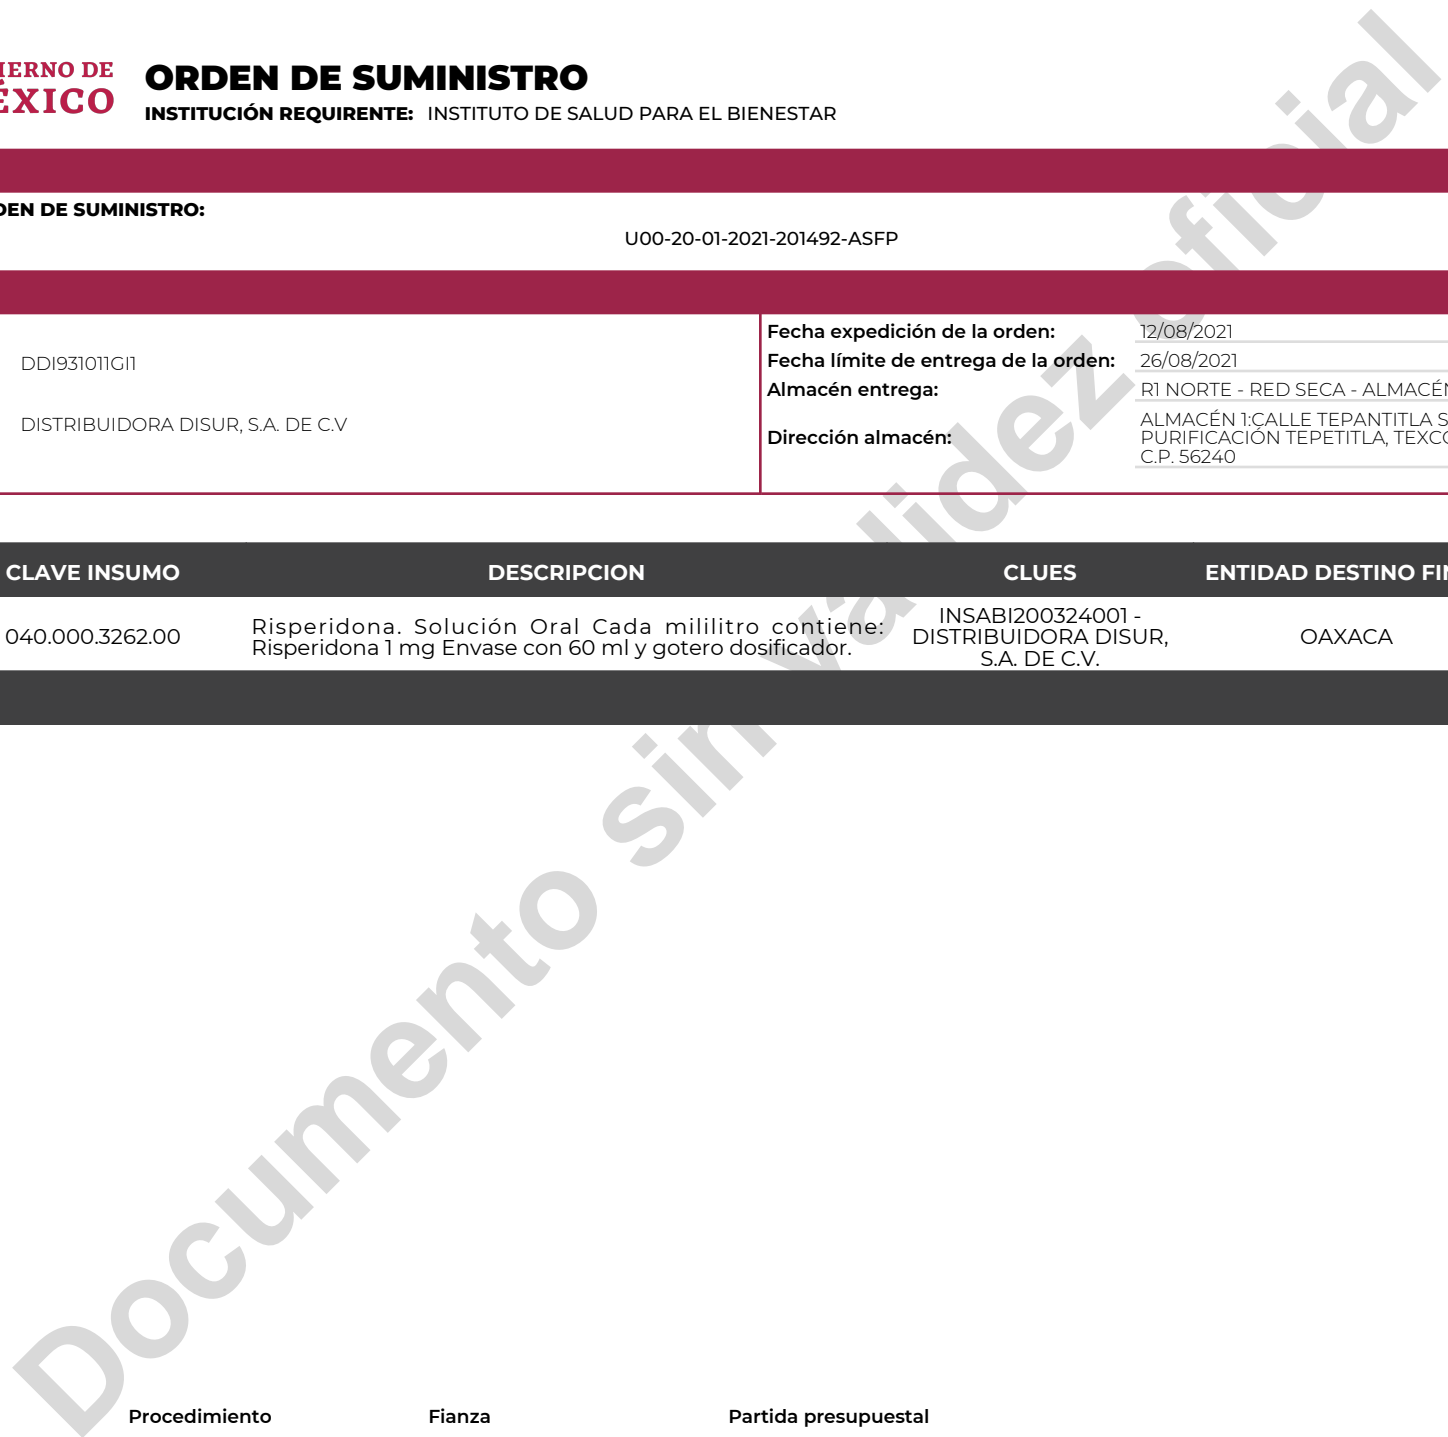 ORDEN DE SUMINISTRO
INSTITUCIÓN REQUIRENTE: INSTITUTO DE SALUD PARA EL BIENESTAR
DE
XICO
DE SUMINISTRO:
U00-20-01-2021-201492-ASFP
DDI931011GI1
DISTRIBUIDORA DISUR, S.A. DE C.V
Fecha expedición de la orden: 12/08/2021
Fecha límite de entrega de la orden: 26/08/2021
Almacén entrega: R1 NORTE - RED SECA - ALMACÉN
Dirección almacén:
ALMACÉN 1:CALLE TEPANTITLA S
PURIFICACIÓN TEPETITLA, TEXCO
C.P. 56240
CLAVE INSUMO DESCRIPCION CLUES ENTIDAD DESTINO
040.000.3262.00
Risperidona. Solución Oral Cada mililitro contiene:
Risperidona 1 mg Envase con 60 ml y gotero dosificador.
INSABI200324001 -
DISTRIBUIDORA DISUR,
S.A. DE C.V.
OAXACA
Procedimiento Fianza Partida presupuestal
Documento sin validez oficial